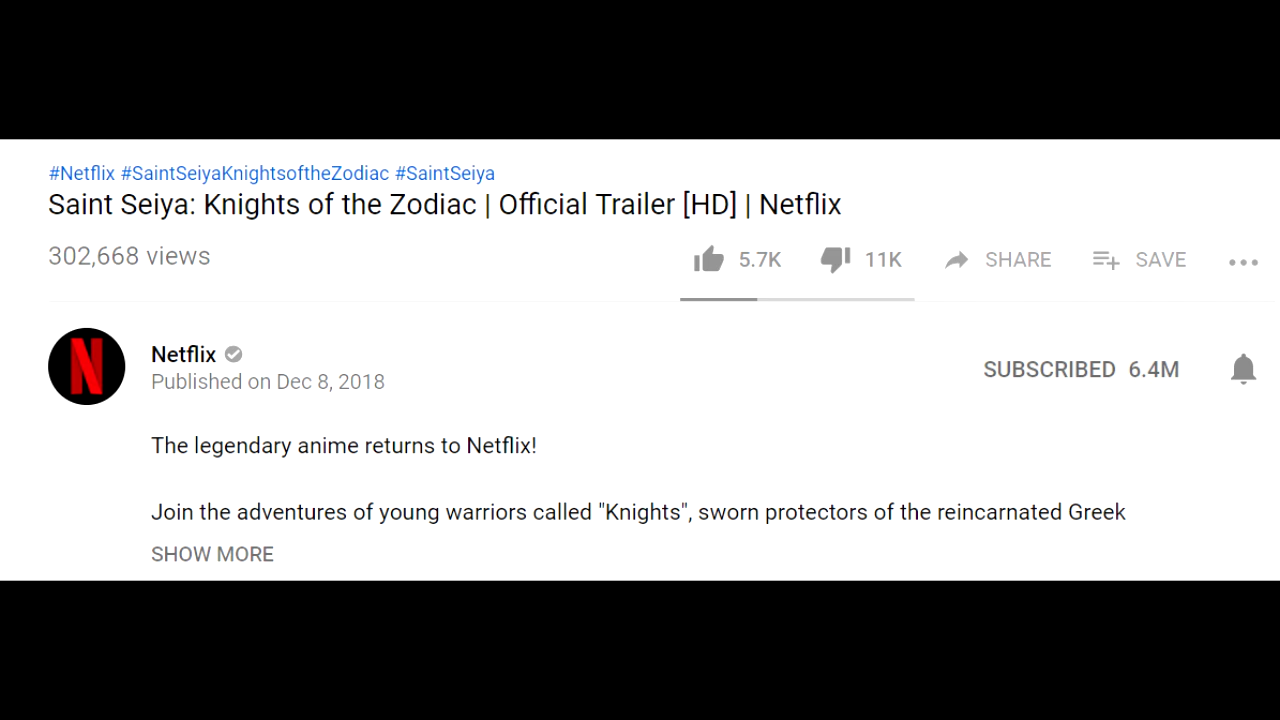 #Netflix #SaintSeiyaKnightsoftheZodiac #SaintSeiya
Saint Seiya: Knights of the Zodiac | Official Trailer [HD] | Netflix
302,668 views
5.7K 11K SHARE SAVE
N
Netflix
Published on Dec 8, 2018
SUBSCRIBED 6.4M
The legendary anime returns to Netflix!
Join the adventures of young warriors called "Knights", sworn protectors of the reincarnated Greek
SHOW MORE